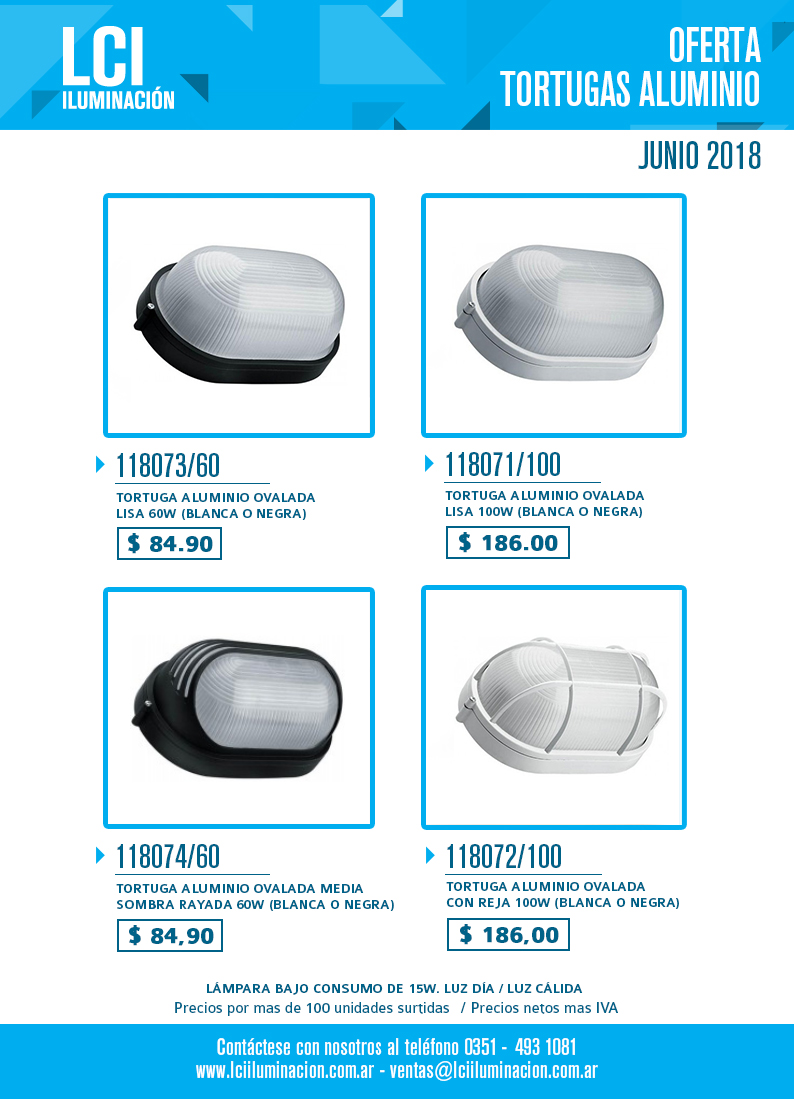 LCI
ILUMINACIÓN
OFERTA
TORTUGAS ALUMINIO
JUNIO 2018
118073/60
TORTUGA ALUMINIO OVALADA
LISA 60W (BLANCA O NEGRA)
$ 84.90
118071/100
TORTUGA ALUMINIO OVALADA
LISA 100W (BLANCA O NEGRA)
$ 186.00
118074/60
TORTUGA ALUMINIO OVALADA MEDIA
SOMBRA RAYADA 60W (BLANCA O NEGRA)
$ 84,90
118072/100
TORTUGA ALUMINIO OVALADA
CON REJA 100W (BLANCA O NEGRA)
$ 186,00
LÁMPARA BAJO CONSUMO DE 15W. LUZ DÍA / LUZ CÁLIDA
Precios por mas de 100 unidades surtidas / Precios netos mas IVA
Contáctese con nosotros al teléfono 0351 - 493 1081
www.lciiluminacion.com.ar - ventas@lciiluminacion.com.ar